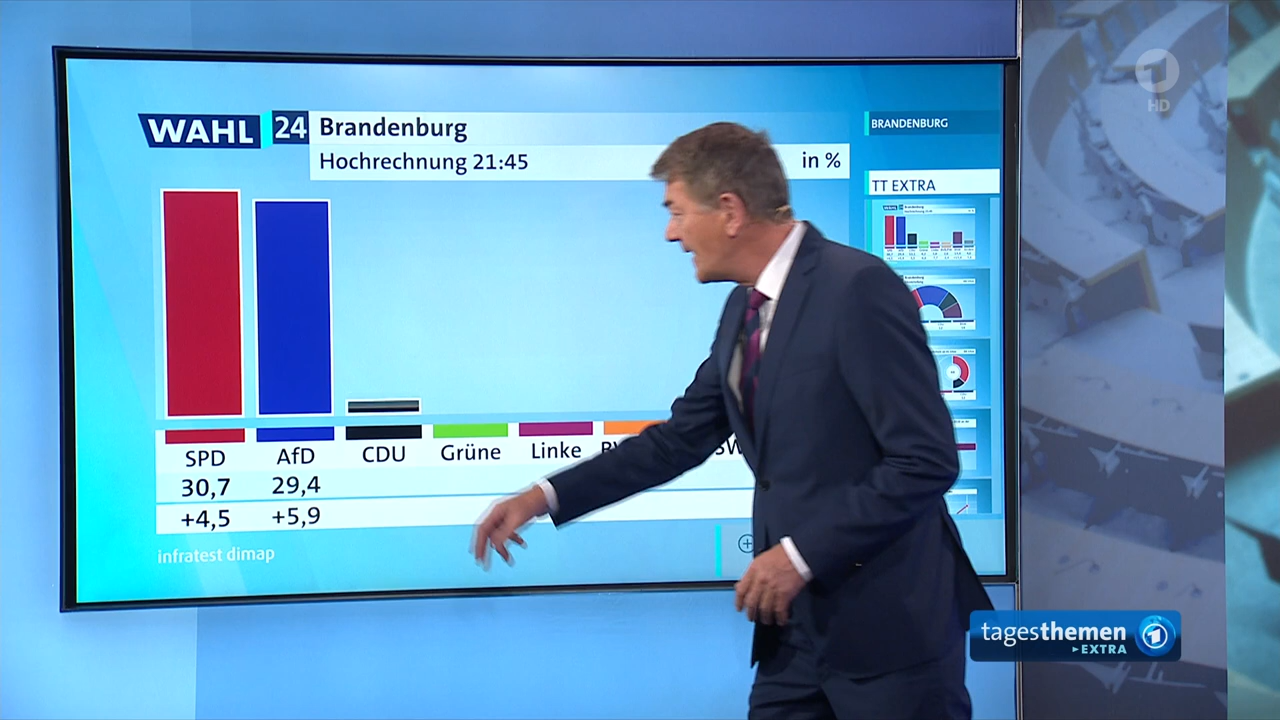 WAHL 24
Brandenburg
Hochrechnung 21:45 in %
SPD AfD CDU Grüne Linke
30,7 29,4
+4,5 +5,9
infratest dimap
BRANDENBURG
TT EXTRA
1
HD
tagesthemen
EXTRA